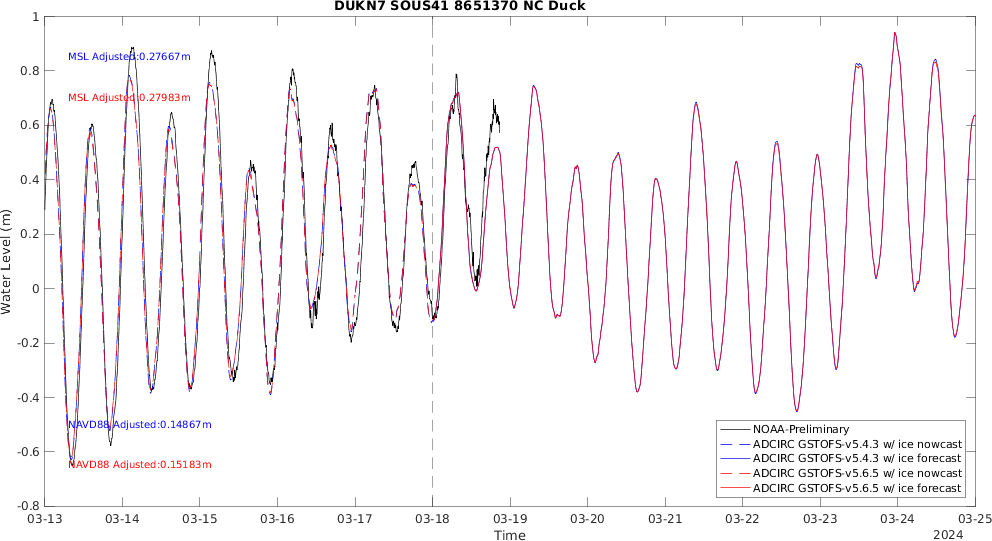 DUKN7 SOUS41 8651370 NC Duck
1
0.8
0.6
0.4
0.2
0
-0.2
-0.4
-0.6
-0.8
Water Level (m)
MSL Adjusted:0.27667m
MSL Adjusted:0.27983m
NAVD88 Adjusted:0.14867m
NAVD88 Adjusted:0.15183m
NOAA-Preliminary
ADCIRC GSTOFS-v5.4.3 w/ ice nowcast
ADCIRC GSTOFS-v5.4.3 w/ ice forecast
ADCIRC GSTOFS-v5.6.5 w/ ice nowcast
ADCIRC GSTOFS-v5.6.5 w/ ice forecast
03-13 03-14 03-15 03-16 03-17 03-18 03-19 03-20 03-21 03-22 03-23 03-24 03-25
Time
2024